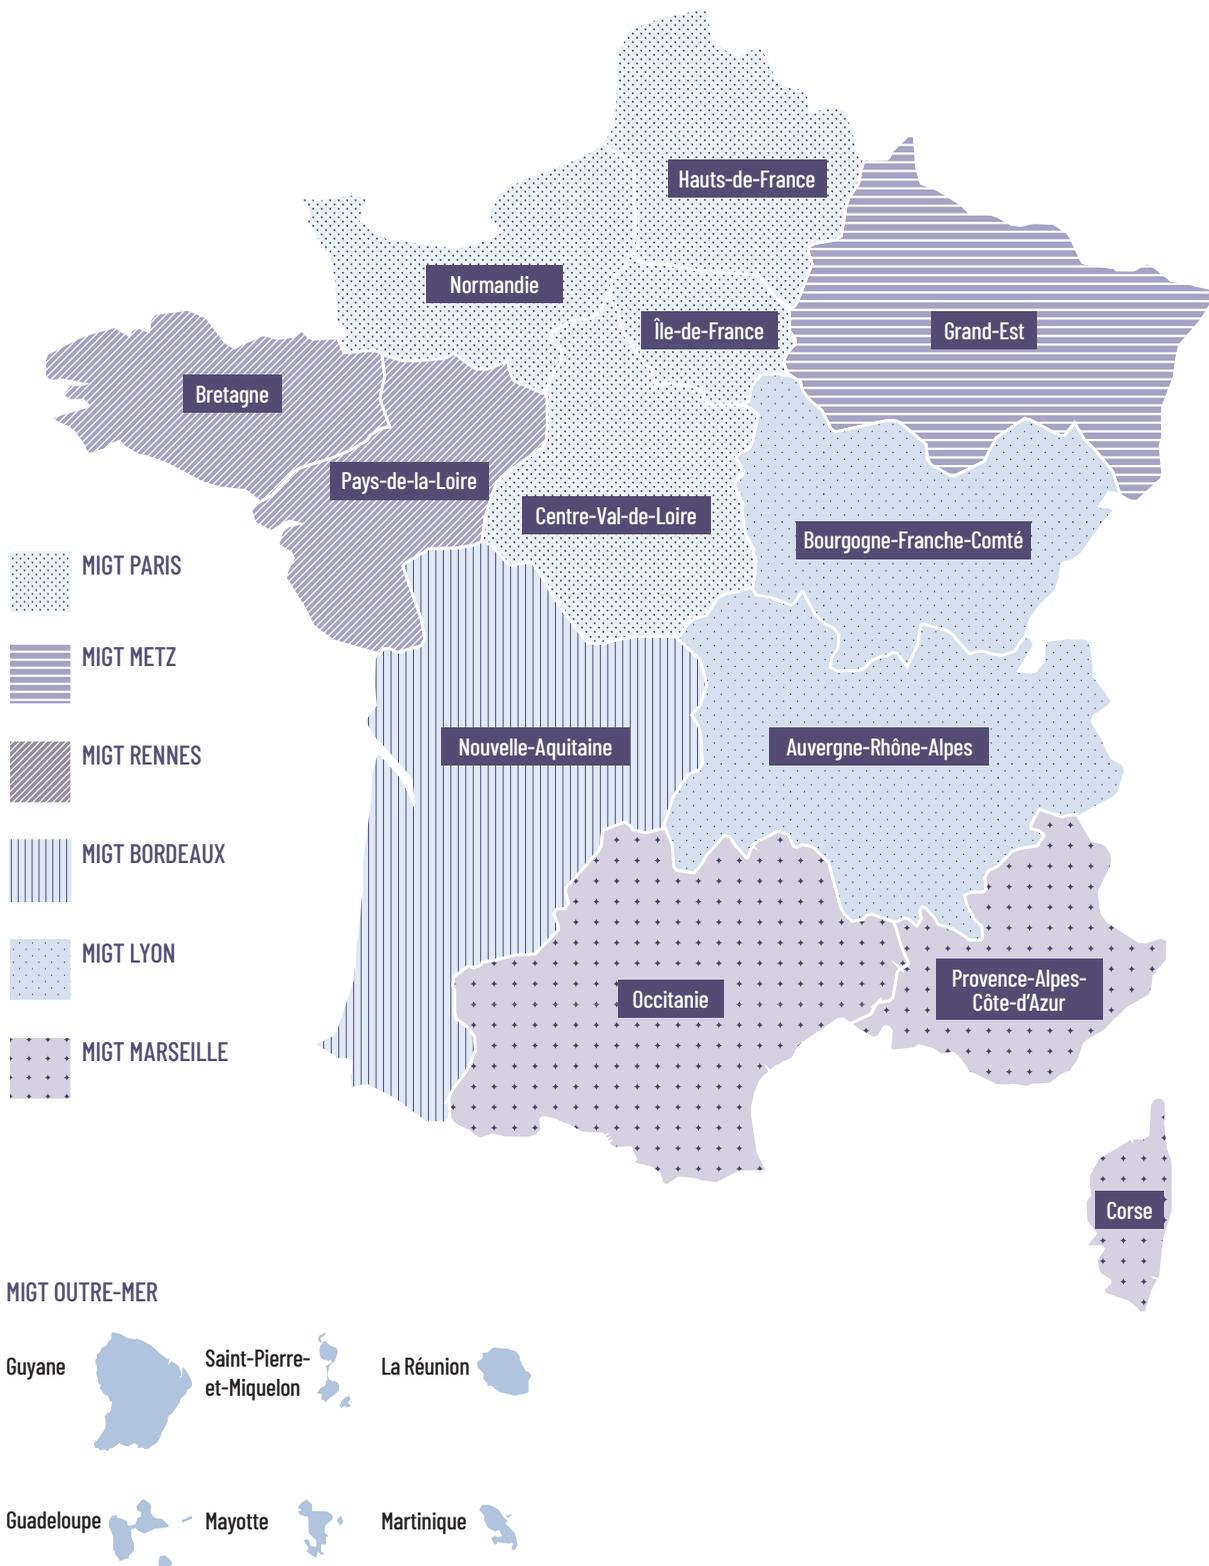 Hauts-de-France
Normandie
Île-de-France
Grand-Est
Bretagne
Pays-de-la-Loire
Centre-Val-de-Loire
Bourgogne-Franche-Comté
MIGT PARIS
MIGT METZ
MIGT RENNES
Nouvelle-Aquitaine
Auvergne-Rhône-Alpes
MIGT BORDEAUX
MIGT LYON
Occitanie
Provence-Alpes-
Côte-d’Azur
MIGT MARSEILLE
Corse
MIGT OUTRE-MER
Guyane
Saint-Pierre-
et-Miquelon
La Réunion
Guadeloupe
Mayotte
Martinique